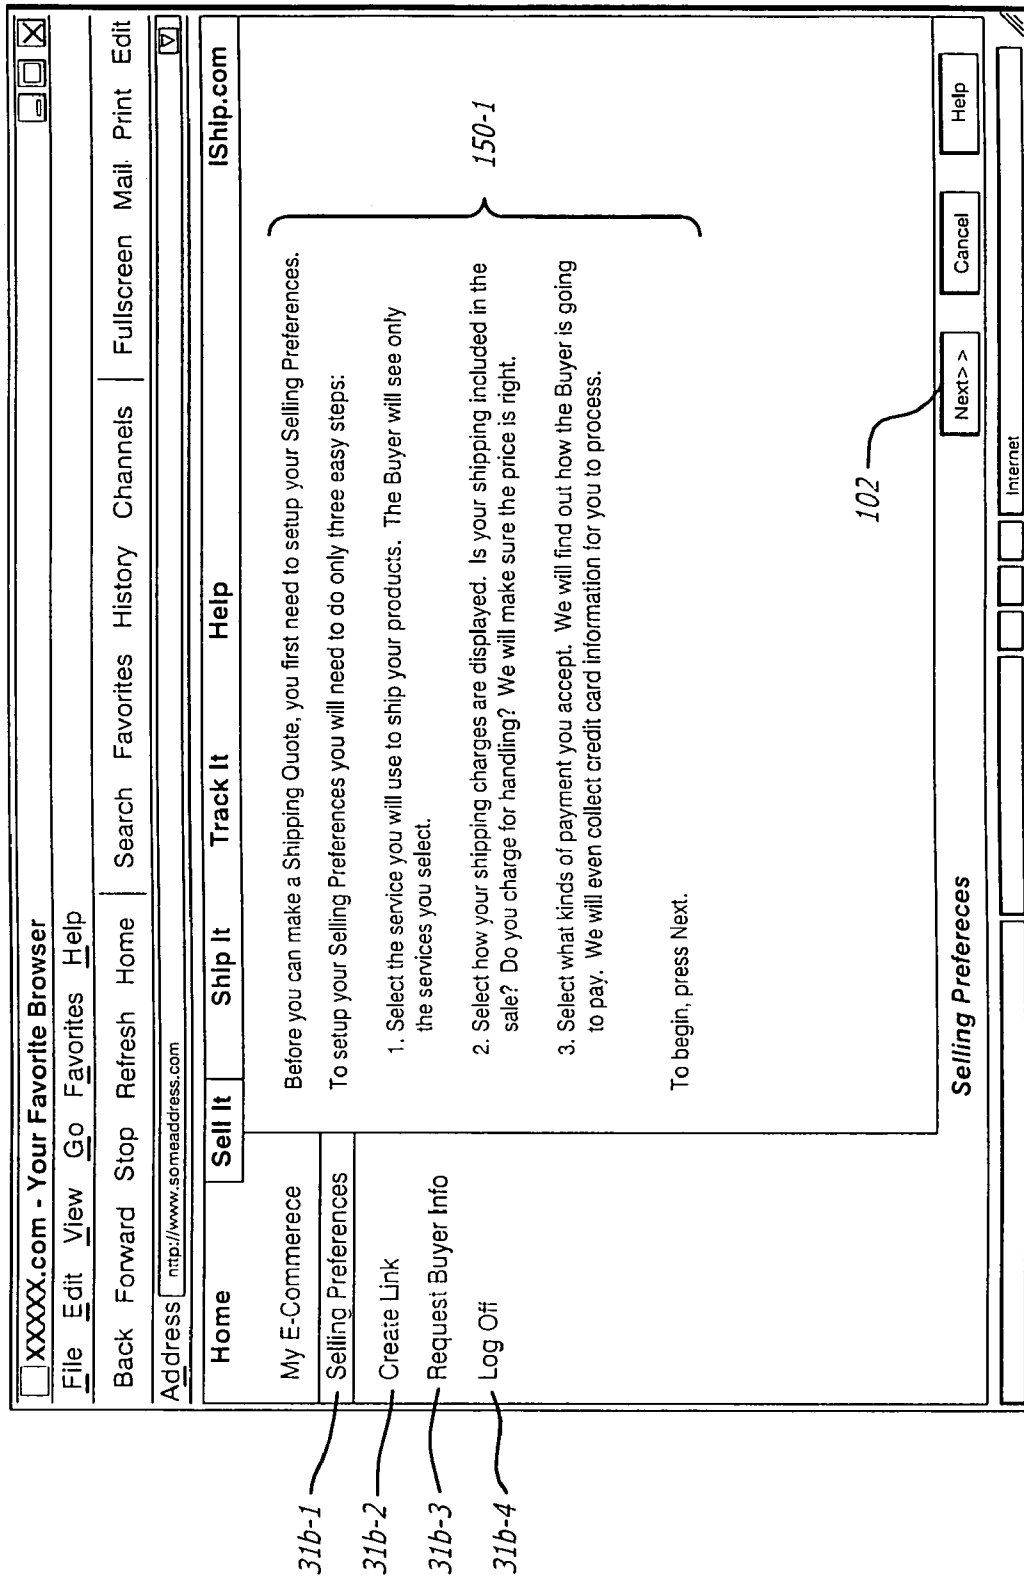 XXXXX.com - Your Favorite Browser
File Edit View Go Favorites Help
Back Forward Stop Refresh Home Search Favorites History Channels Fullscreen Mail Print Edit
Address http://www.someaddress.com
Home Sell It Ship It Track It Help IShip.com
My E-Commerece
Selling Preferences
Create Link
Request Buyer Info
Log Off
31b-1
31b-2
31b-3
31b-4
Before you can make a Shipping Quote, you first need to setup your Selling Preferences.
To setup your Selling Preferences you will need to do only three easy steps:
1. Select the service you will use to ship your products. The Buyer will see only
the services you select.
2. Select how your shipping charges are displayed. Is your shipping included in the
sale? Do you charge for handling? We will make sure the price is right.
3. Select what kinds of payment you accept. We will find out how the Buyer is going
to pay. We will even collect credit card information for you to process.
To begin, press Next.
150-1
102
Selling Prefereces
Next> > Cancel Help
Internet